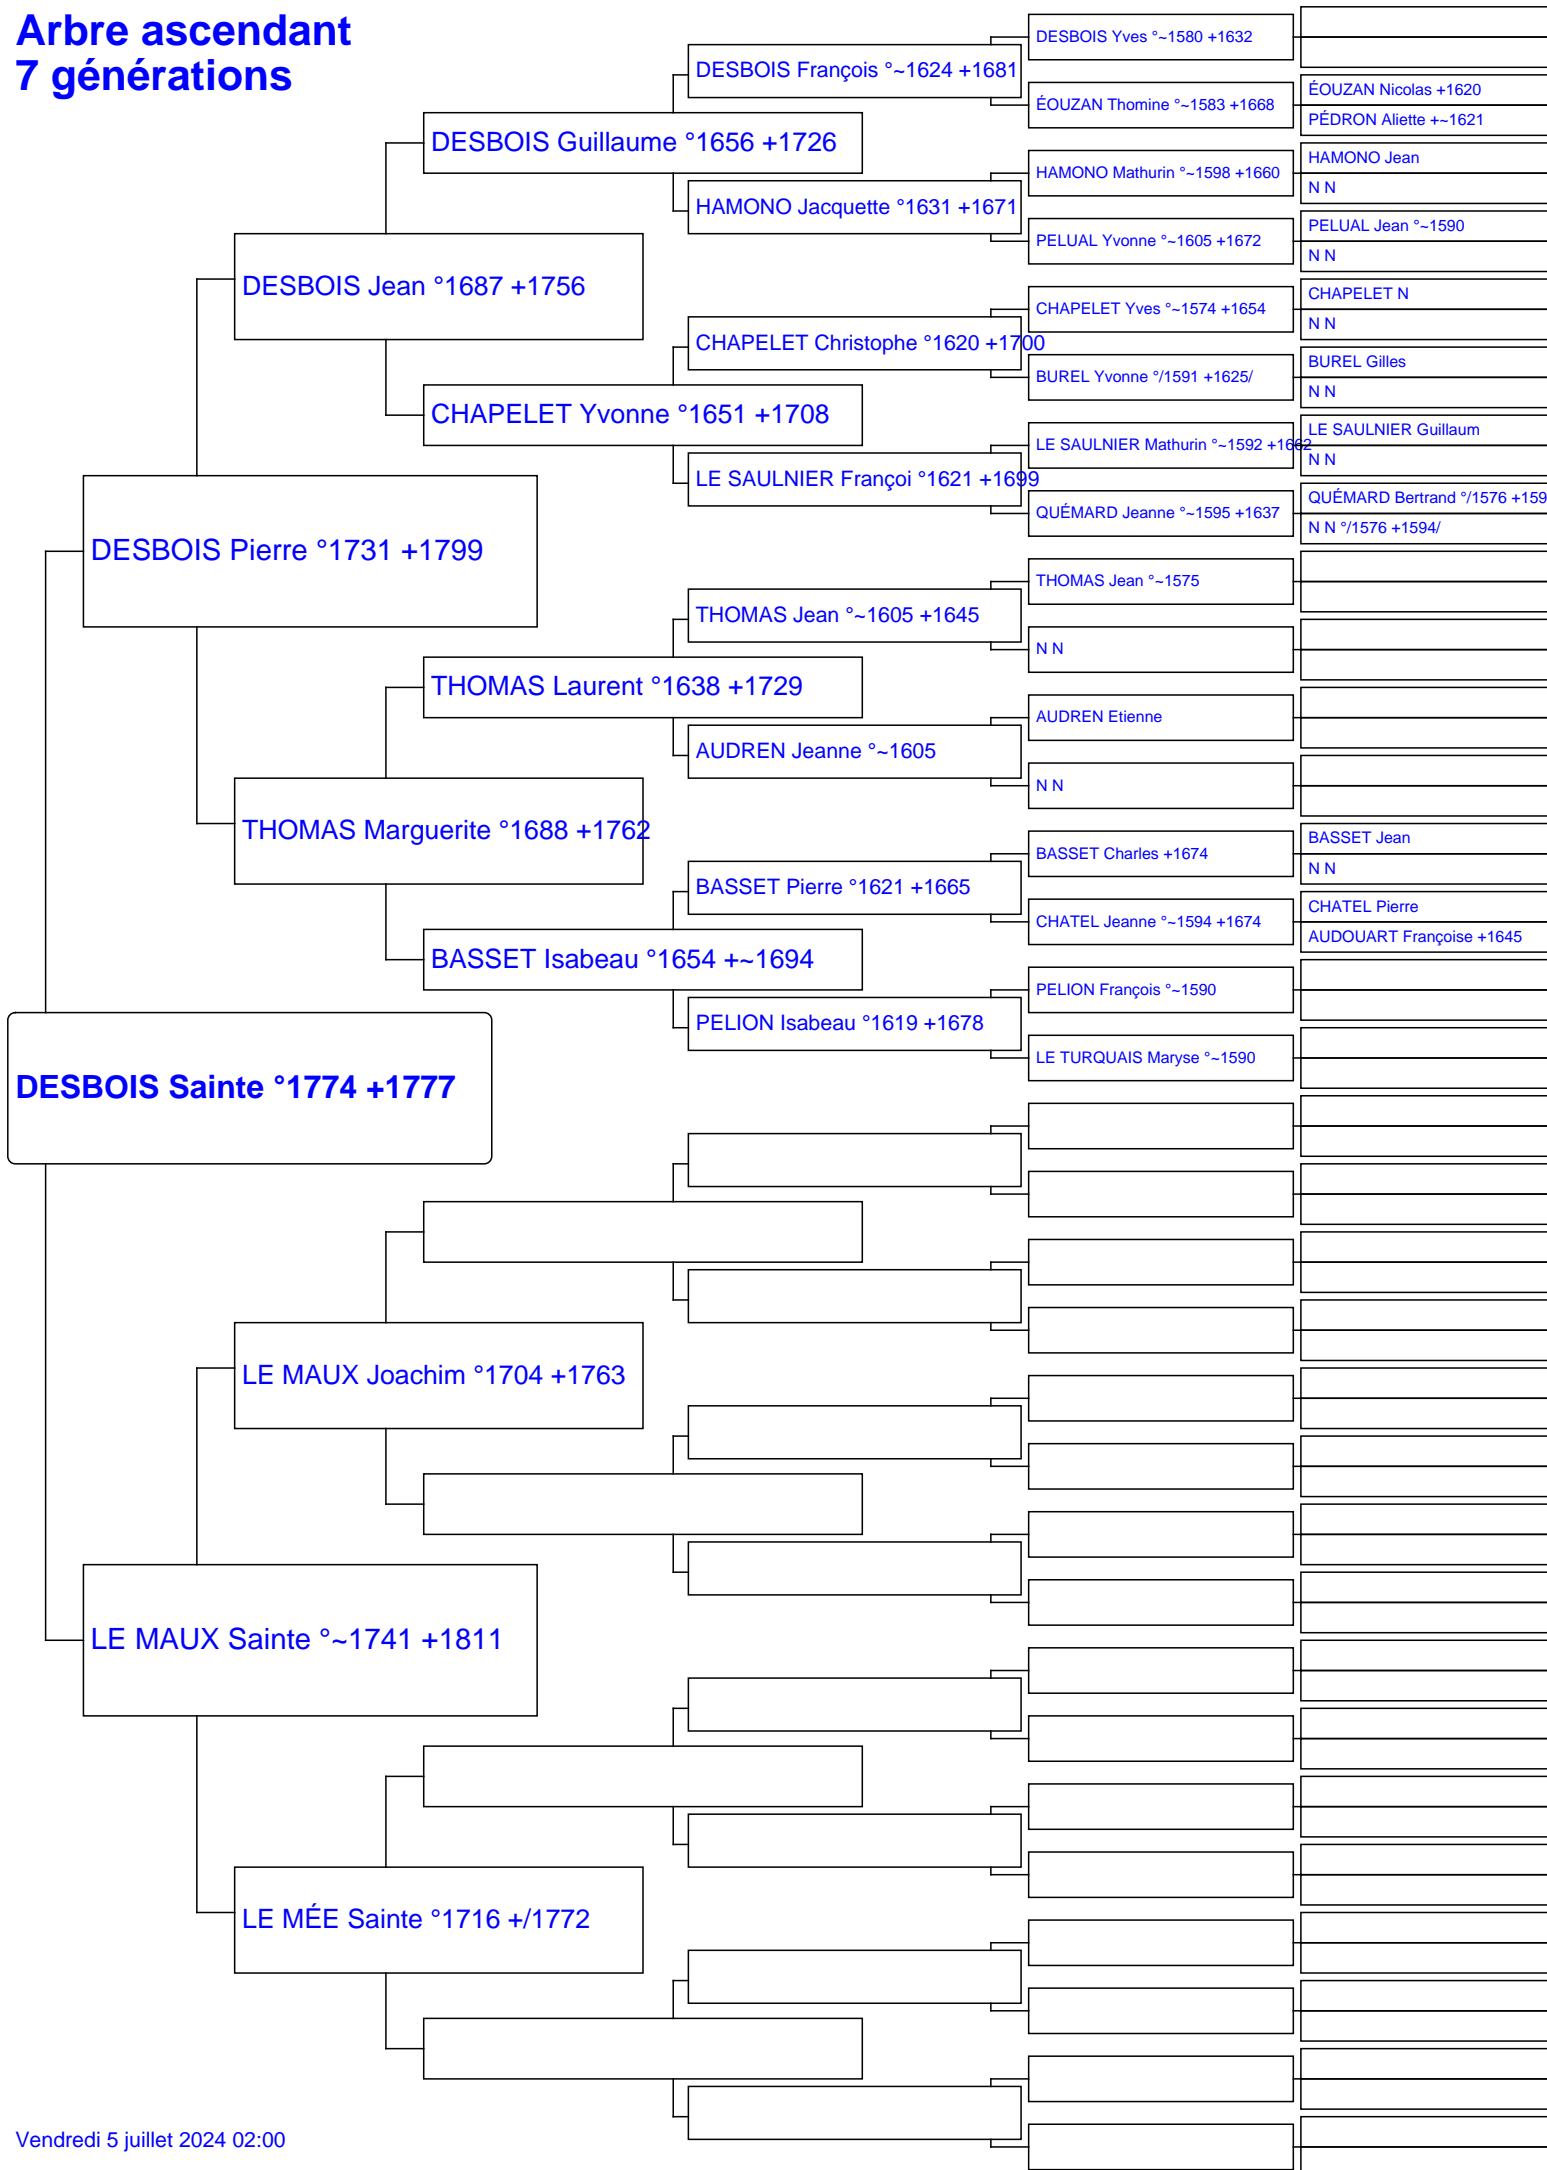 Arbre ascendant
7 générations
DESBOIS Sainte °1774 +1777
DESBOIS Pierre °1731 +1799
LE MAUX Sainte °~1741 +1811
DESBOIS Jean °1687 +1756
THOMAS Marguerite °1688 +1762
LE MAUX Joachim °1704 +1763
LE MÉE Sainte °1716 +/1772
DESBOIS Guillaume °1656 +1726
CHAPELET Yvonne °1651 +1708
THOMAS Laurent °1638 +1729
BASSET Isabeau °1654 +~1694
DESBOIS François °~1624 +1681
HAMONO Jacquette °1631 +1671
CHAPELET Christophe °1620 +1700
LE SAULNIER Françoi °1621 +1699
THOMAS Jean °~1605 +1645
AUDREN Jeanne °~1605
BASSET Pierre °1621 +1665
PELION Isabeau °1619 +1678
DESBOIS Yves °~1580 +1632
ÉOUZAN Thomine °~1583 +1668
HAMONO Mathurin °~1598 +1660
PELUAL Yvonne °~1605 +1672
CHAPELET Yves °~1574 +1654
BUREL Yvonne °/1591 +1625/
LE SAULNIER Mathurin °~1592 +1662
QUÉMARD Jeanne °~1595 +1637
THOMAS Jean °~1575
N N
AUDREN Etienne
N N
BASSET Charles +1674
CHATEL Jeanne °~1594 +1674
PELION François °~1590
LE TURQUAIS Maryse °~1590
ÉOUZAN Nicolas +1620
PÉDRON Aliette +~1621
HAMONO Jean
N N
PELUAL Jean °~1590
N N
CHAPELET N
N N
BUREL Gilles
N N
LE SAULNIER Guillaum
N N
QUÉMARD Bertrand °/1576 +159
N N °/1576 +1594/
BASSET Jean
N N
CHATEL Pierre
AUDOUART Françoise +1645
Vendredi 5 juillet 2024 02:00